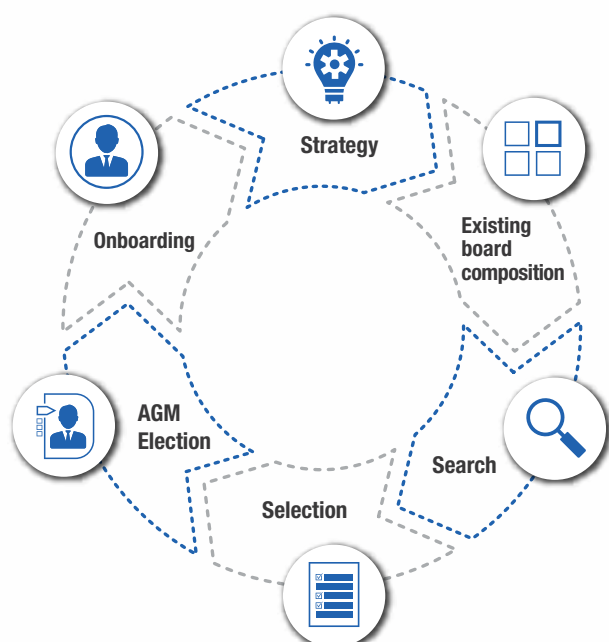 Strategy
Existing
board
composition
Search
Selection
AGM
Election
Onboarding